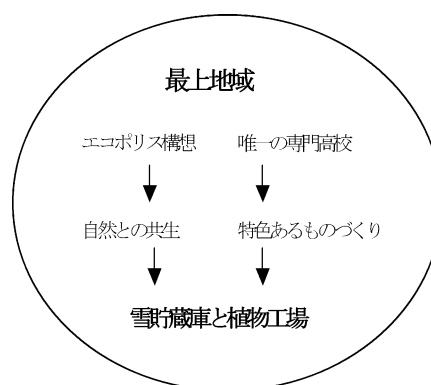 最上地域
エコポリス構想　唯一の専門高校
自然との共生　特色あるものづくり
雪貯蔵庫と植物工場